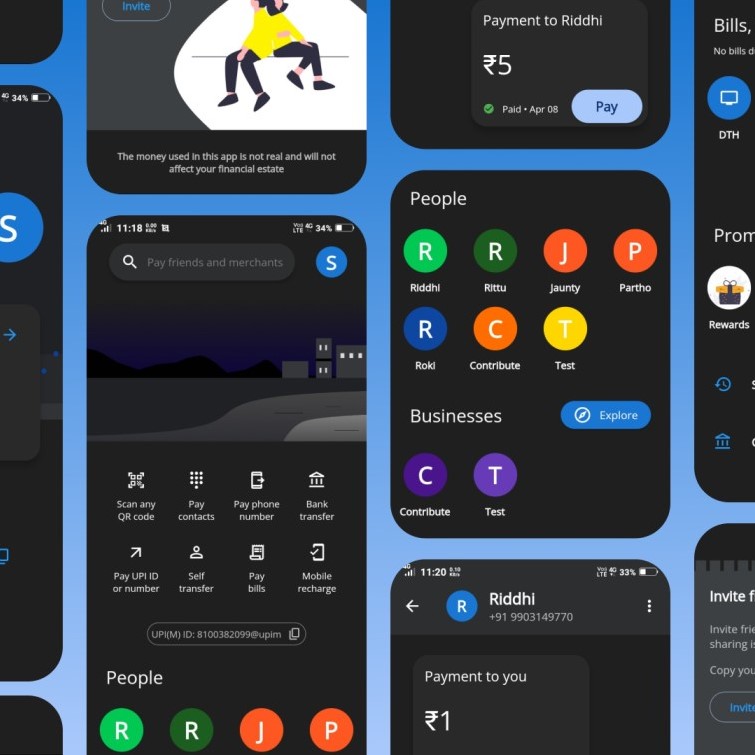 4G 34%
S
Invite
The money used in this app is not real and will not
affect your financial estate
4G 11:18 0.00 KB/s Vo) LTE 4G 34%
Pay friends and merchants
S
Scan any
QR code
Pay
contacts
Pay phone
number
Bank
transfer
Pay UPI ID
or number
Self
transfer
Pay
bills
Mobile
recharge
UPI(M) ID: 8100382099@upim
People
R
R
J
P
Payment to Riddhi
₹5
Paid • Apr 08
Pay
People
R
R
J
P
Riddhi
Rittu
Jaunty
Partho
R
C
T
Roki
Contribute
Test
Businesses
Explore
C
T
Contribute
Test
4G 11:20 0.10 KB/s Vo) LTE 4G 33%
R
Riddhi
+91 9903149770
Payment to you
₹1
Bills,
No bills d
DTH
Prom
Rewards
Invite f
Invite frie
sharing is
Copy you
Invite